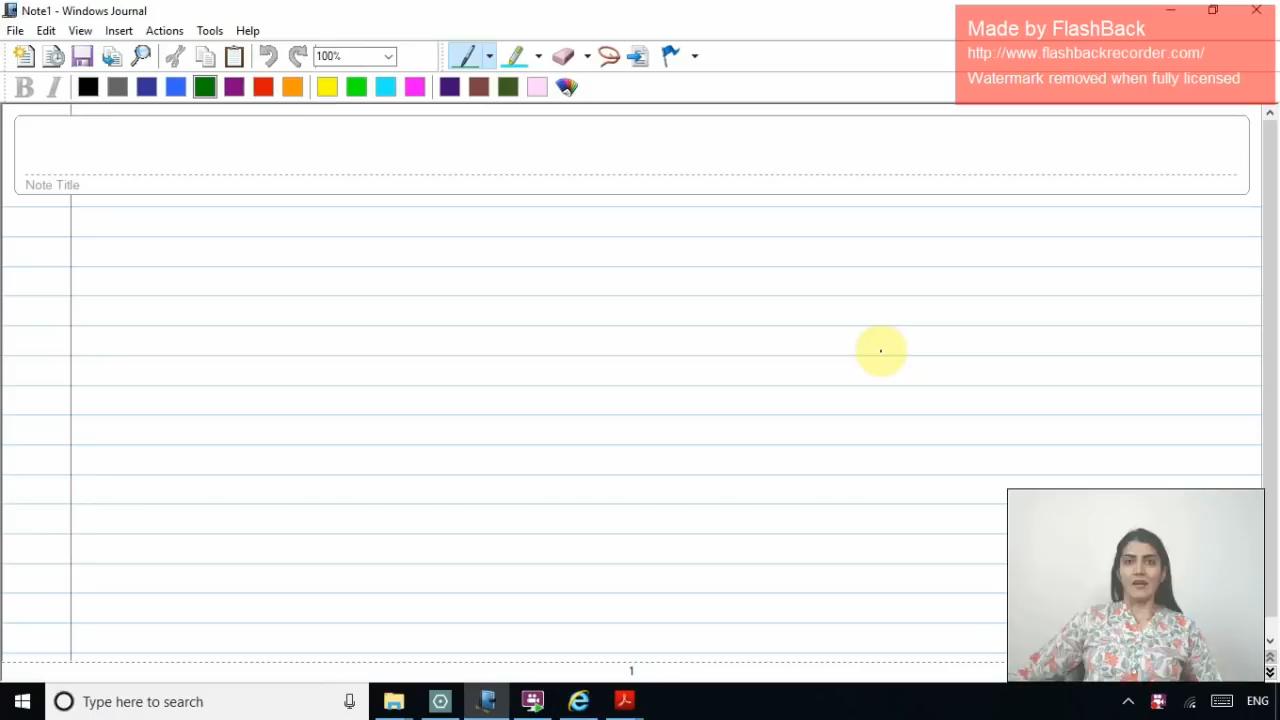 Note1 - Windows Journal
Made by FlashBack
http://www.flashbackrecorder.com/
Watermark removed when fully licensed
File Edit View Insert Actions Tools Help
100%
B I
Note Title
1
Type here to search
ENG